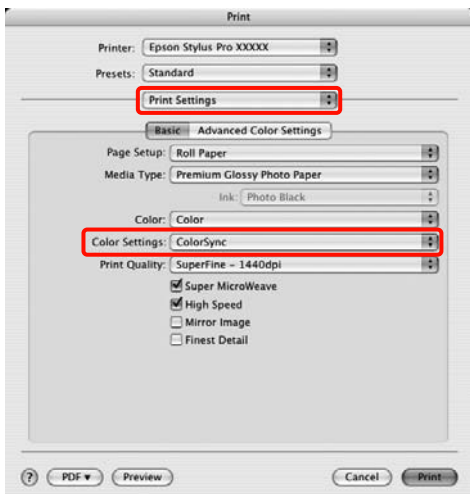 Print
Printer: Epson Stylus Pro XXXXX
Presets: Standard
Print Settings
Basic Advanced Color Settings
Page Setup: Roll Paper
Media Type: Premium Glossy Photo Paper
Ink: Photo Black
Color: Color
Color Settings: ColorSync
Print Quality: SuperFine – 1440dpi
Super MicroWeave
High Speed
Mirror Image
Finest Detail
? PDF ▼ Preview Cancel Print